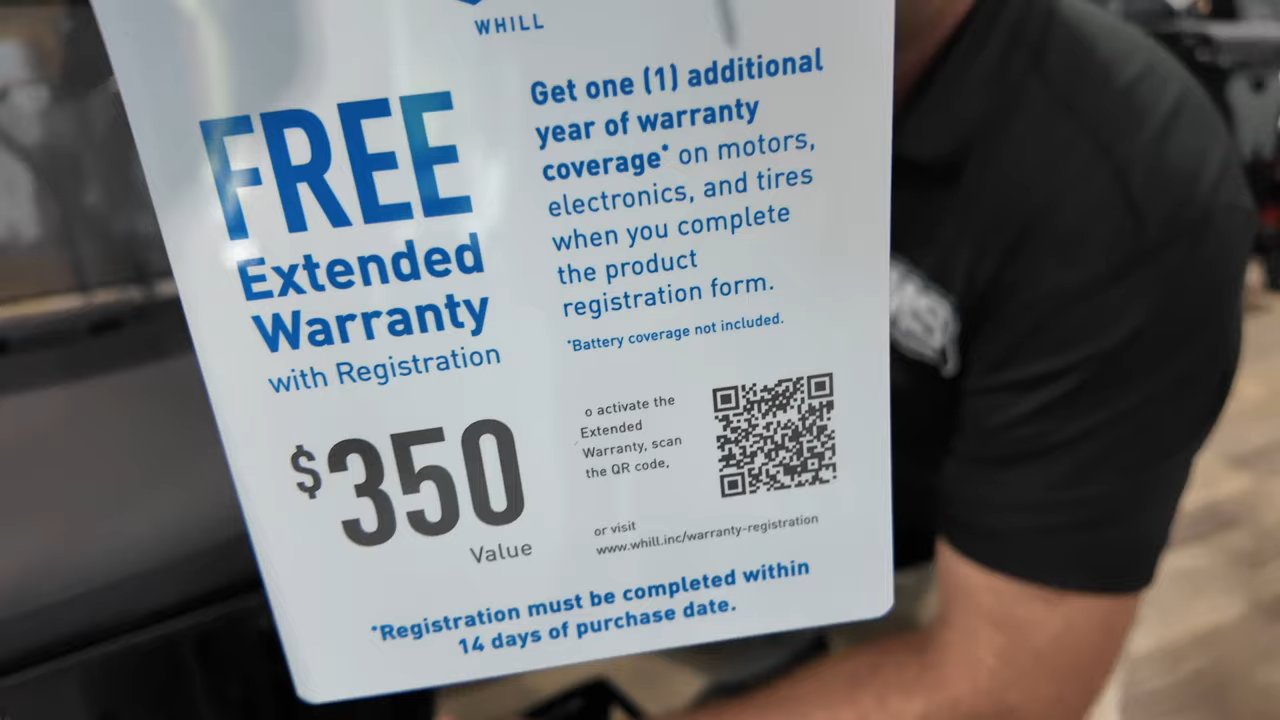 WHILL
FREE
Extended
Warranty
with Registration
$350
Value
Get one (1) additional
year of warranty
coverage* on motors,
electronics, and tires
when you complete
the product
registration form.
*Battery coverage not included.
o activate the
Extended
Warranty, scan
the QR code,
or visit
www.whill.inc/warranty-registration
*Registration must be completed within
14 days of purchase date.